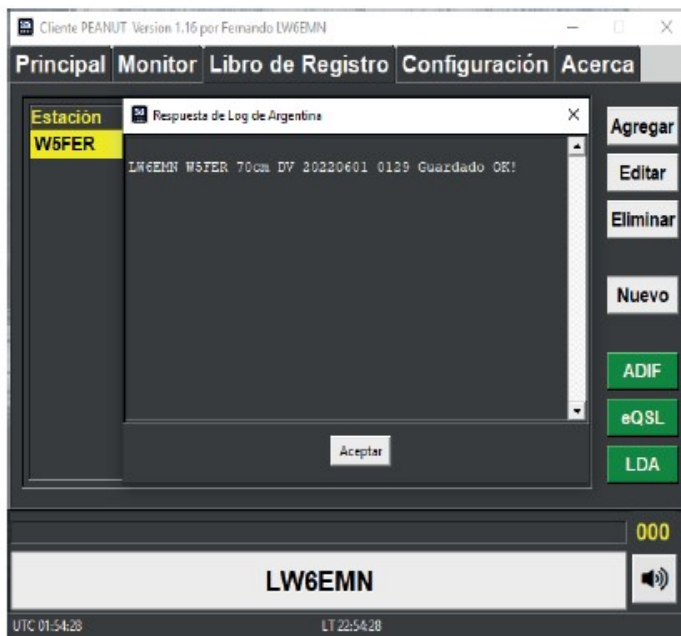 Cliente PEANUT Version 1.16 por Fernando LW6EMN
Principal Monitor Libro de Registro Configuración Acerca
Estación
W5FER
Respuesta de Log de Argentina
LW6EMN W5FER 70cm DV 20220601 0129 Guardado OK!
Aceptar
Agregar
Editar
Eliminar
Nuevo
ADIF
eQSL
LDA
000
LW6EMN
UTC 01:54:28 LT 22:54:28